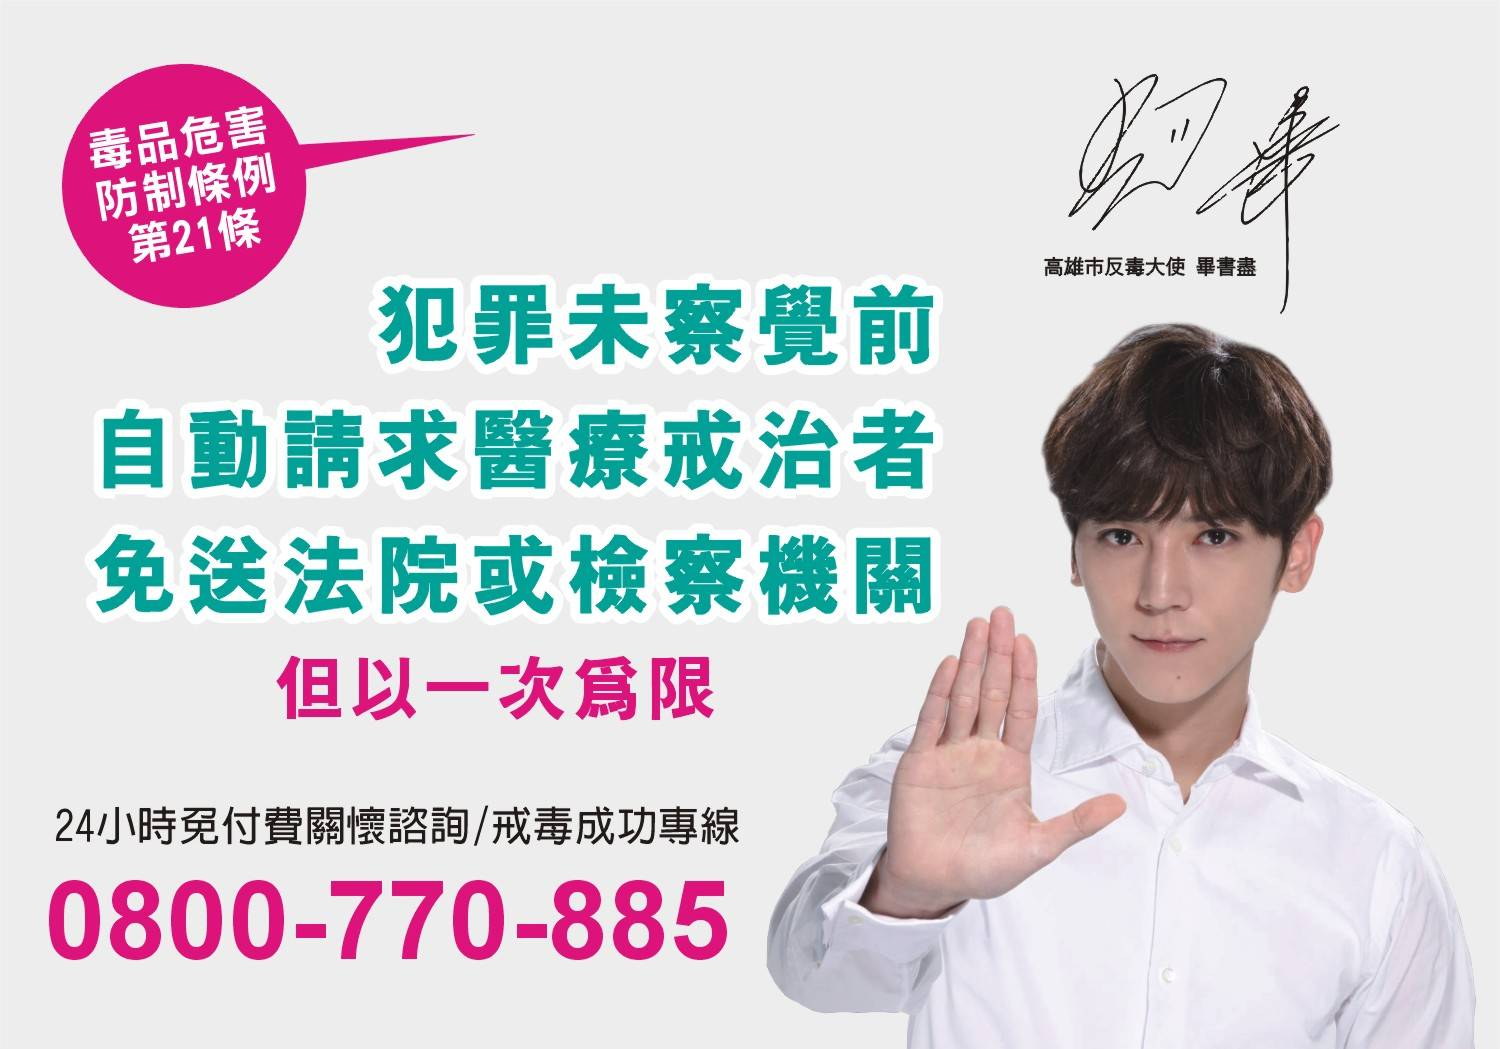 毒品危害
防制條例
第21條
高雄市反毒大使 畢書盡
犯罪未察覺前
自動請求醫療戒治者
免送法院或檢察機關
但以一次爲限
24小時免付費關懷諮詢/戒毒成功專線
0800-770-885